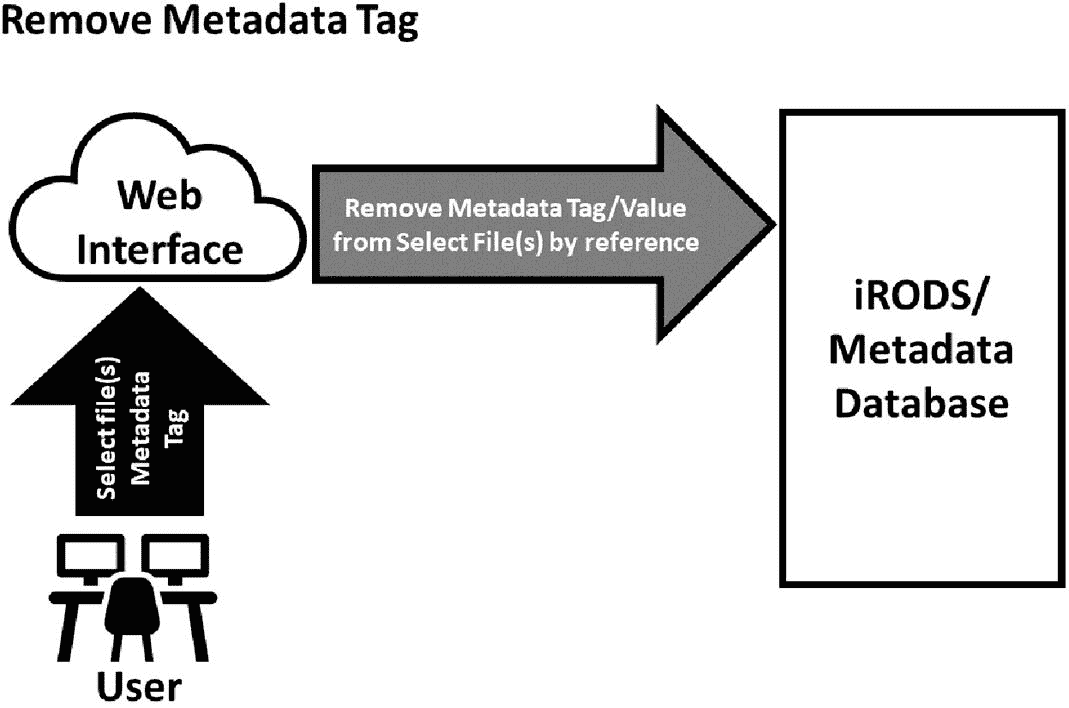 Remove Metadata Tag
Web
Interface
Remove Metadata Tag/Value
from Select File(s) by reference
iRODS/
Metadata
Database
Select file(s)
Metadata
Tag
User